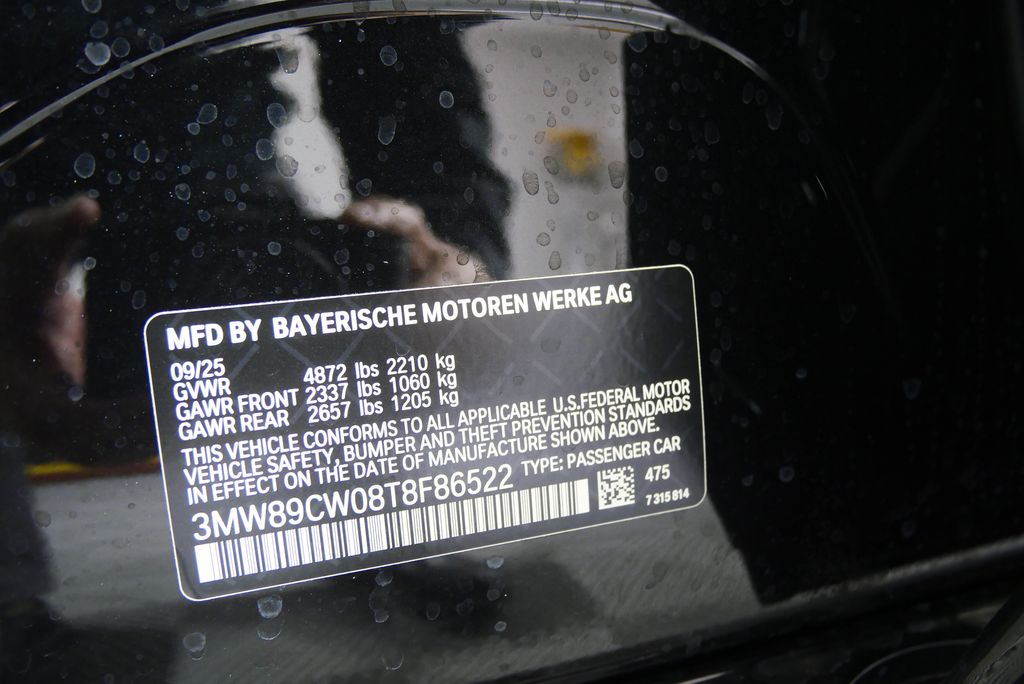 MFD BY BAYERISCHE MOTOREN WERKE AG
09/25
GVWR 4872 lbs 2210 kg
GAWR FRONT 2337 lbs 1060 kg
GAWR REAR 2657 lbs 1205 kg
THIS VEHICLE CONFORMS TO ALL APPLICABLE U.S.FEDERAL MOTOR
VEHICLE SAFETY, BUMPER AND THEFT PREVENTION STANDARDS
IN EFFECT ON THE DATE OF MANUFACTURE SHOWN ABOVE.
3MW89CW08T8F86522 TYPE: PASSENGER CAR
475
7 315 814